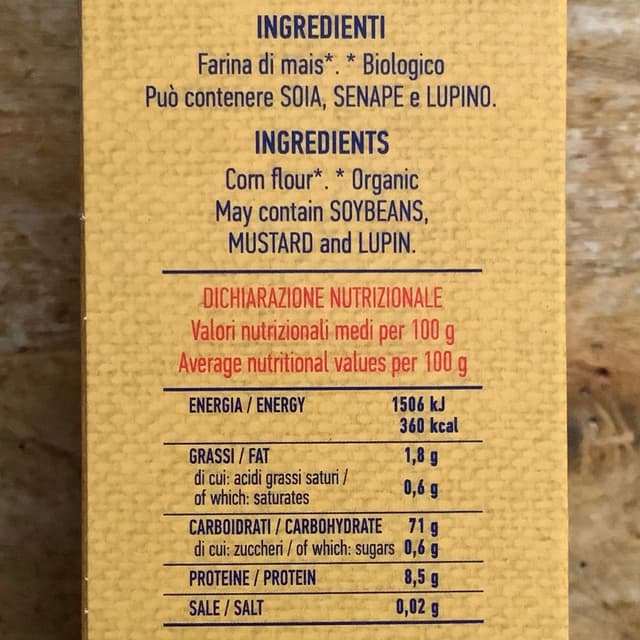 INGREDIENTI
Farina di mais*. * Biologico
Può contenere SOIA, SENAPE e LUPINO.
INGREDIENTS
Corn flour*. * Organic
May contain SOYBEANS,
MUSTARD and LUPIN.
DICHIARAZIONE NUTRIZIONALE
Valori nutrizionali medi per 100 g
Average nutritional values per 100 g
ENERGIA / ENERGY 1506 kJ
360 kcal
GRASSI / FAT 1,8 g
di cui: acidi grassi saturi /
of which: saturates 0,6 g
CARBOIDRATI / CARBOHYDRATE 71 g
di cui: zuccheri / of which: sugars 0,6 g
PROTEINE / PROTEIN 8,5 g
SALE / SALT 0,02 g